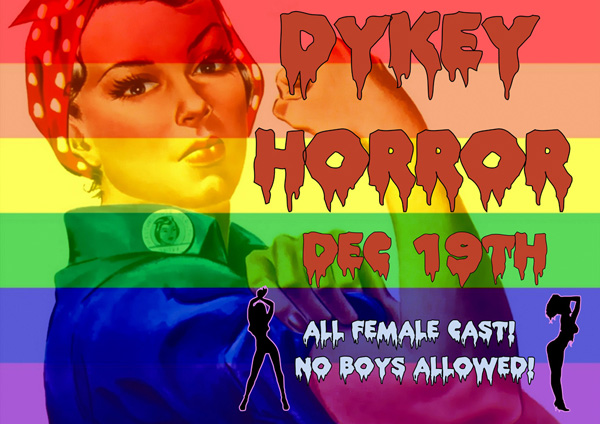 DYKEY
HORROR
DEC 19TH
ALL FEMALE CAST!
NO BOYS ALLOWED!